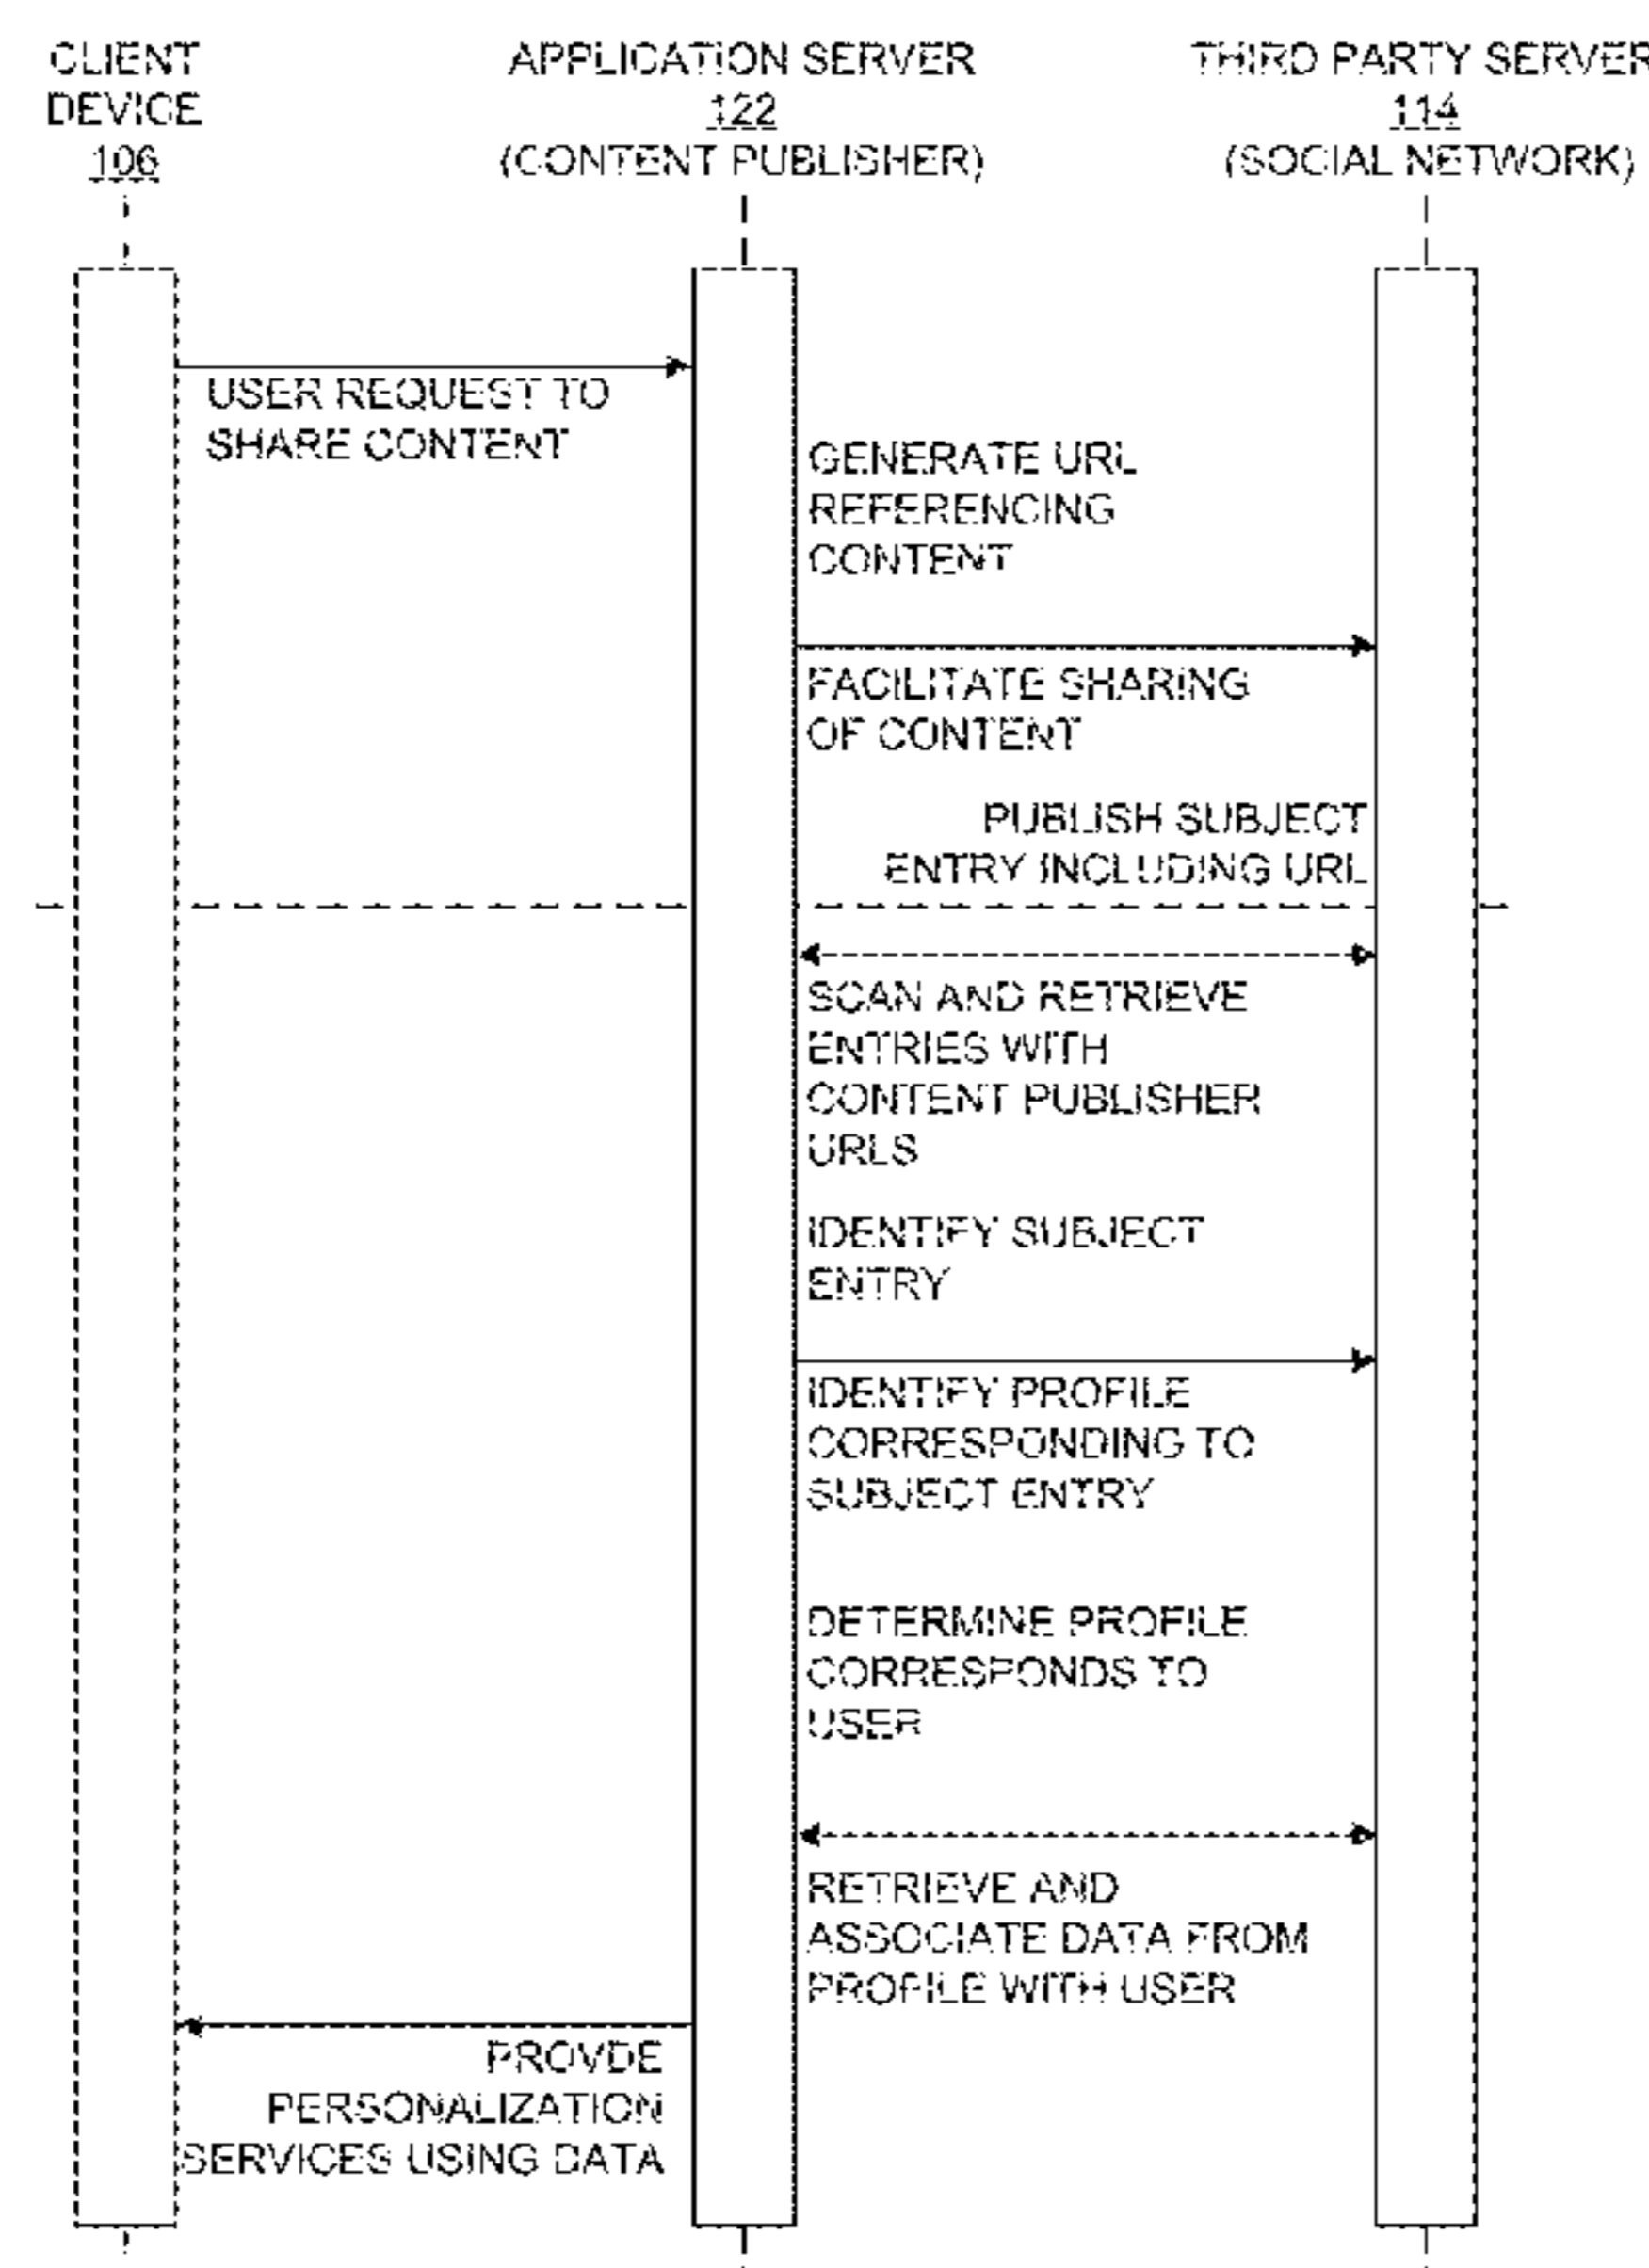 CLIENT
DEVICE
106
APPLICATION SERVER
122
(CONTENT PUBLISHER)
THIRD PARTY SERVER
114
(SOCIAL NETWORK)
USER REQUEST TO
SHARE CONTENT
GENERATE URL
REFERENCING
CONTENT
FACILITATE SHARING
OF CONTENT
PUBLISH SUBJECT
ENTRY INCLUDING URL
SCAN AND RETRIEVE
ENTRIES WITH
CONTENT PUBLISHER
URLS
IDENTIFY SUBJECT
ENTRY
IDENTIFY PROFILE
CORRESPONDING TO
SUBJECT ENTRY
DETERMINE PROFILE
CORRESPONDS TO
USER
RETRIEVE AND
ASSOCIATE DATA FROM
PROFILE WITH USER
PROVDE
PERSONALIZATION
SERVICES USING DATA